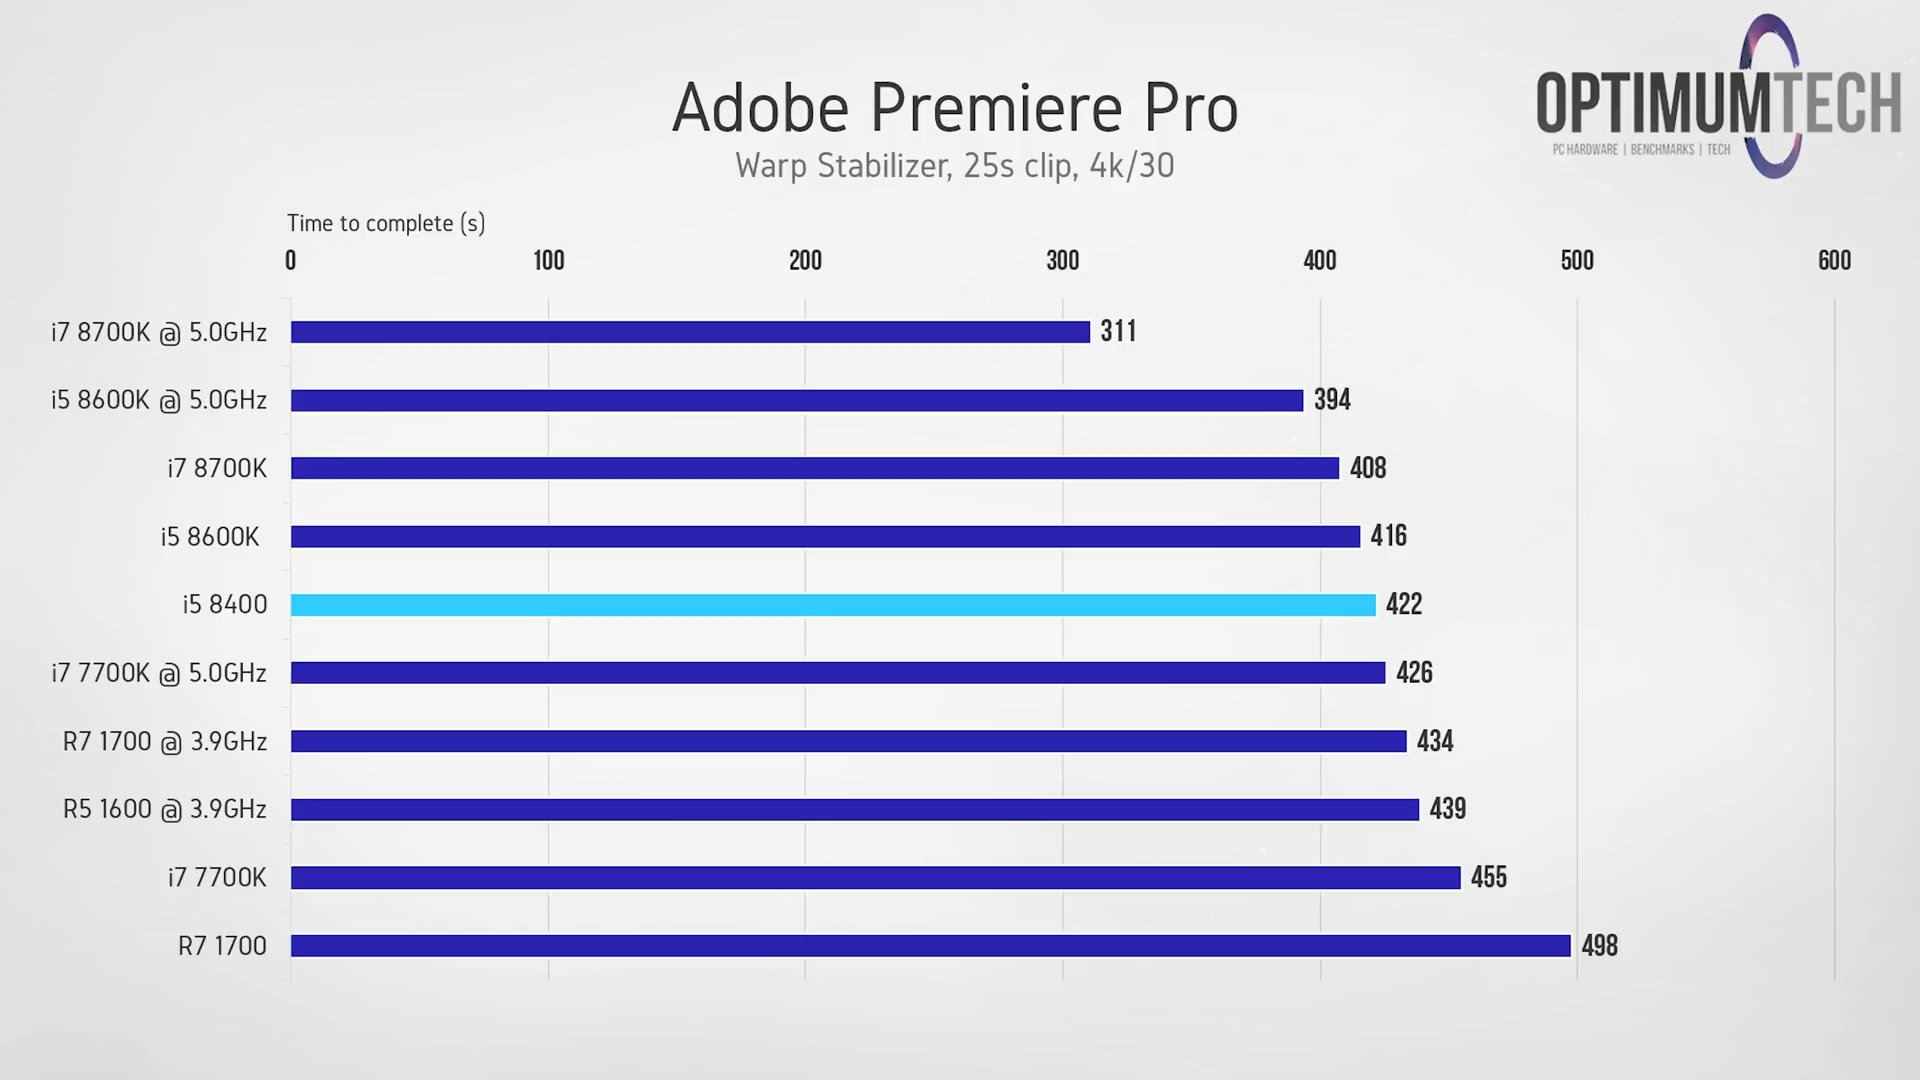 Adobe Premiere Pro
Warp Stabilizer, 25s clip, 4k/30
OPTIMUMTECH
PC HARDWARE | BENCHMARKS | TECH
Time to complete (s)
0 100 200 300 400 500 600
i7 8700K @ 5.0GHz 311
i5 8600K @ 5.0GHz 394
i7 8700K 408
i5 8600K 416
i5 8400 422
i7 7700K @ 5.0GHz 426
R7 1700 @ 3.9GHz 434
R5 1600 @ 3.9GHz 439
i7 7700K 455
R7 1700 498